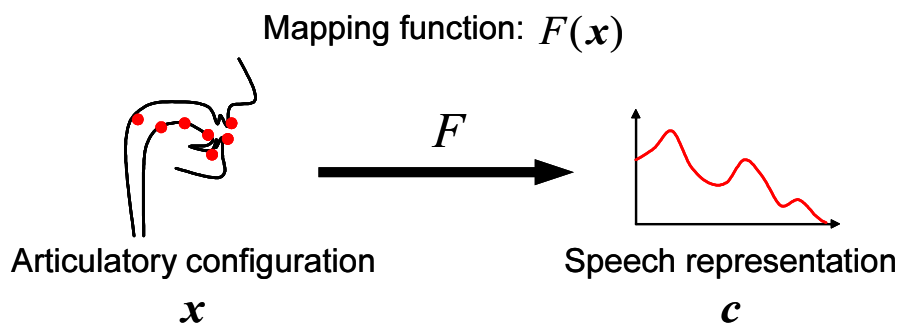 Mapping function: F(x)
F
Articulatory configuration
x
Speech representation
c